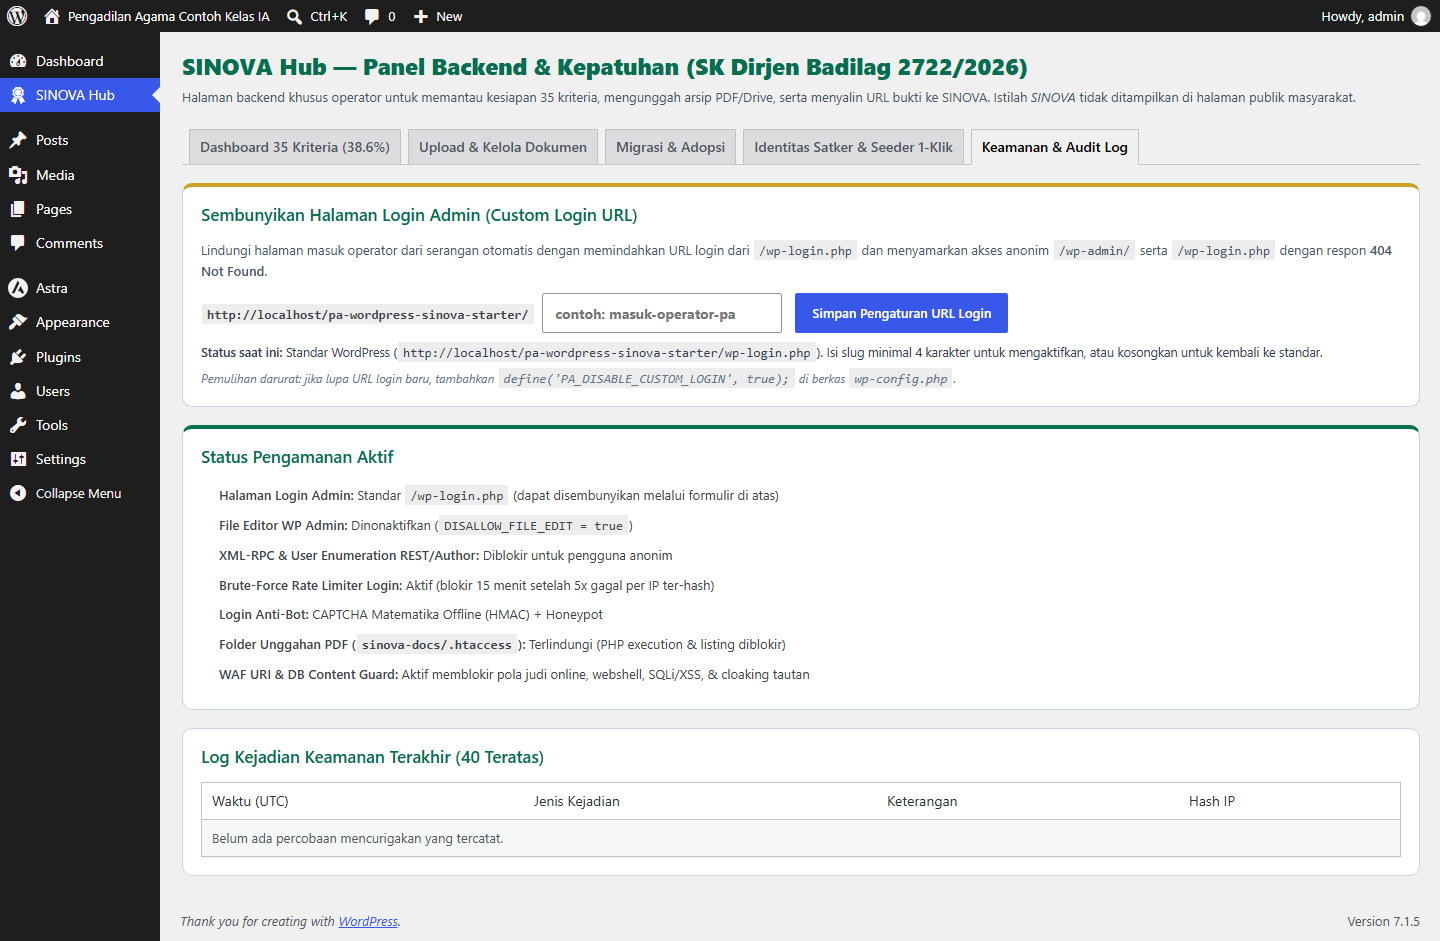 Pengadilan Agama Contoh Kelas IA
Ctrl+K
0
New
Howdy, admin
Dashboard
SINOVA Hub
Posts
Media
Pages
Comments
Astra
Appearance
Plugins
Users
Tools
Settings
Collapse Menu
SINOVA Hub — Panel Backend & Kepatuhan (SK Dirjen Badilag 2722/2026)
Halaman backend khusus operator untuk memantau kesiapan 35 kriteria, mengunggah arsip PDF/Drive, serta menyalin URL bukti ke SINOVA. Istilah SINOVA tidak ditampilkan di halaman publik masyarakat.
Dashboard 35 Kriteria (38.6%)
Upload & Kelola Dokumen
Migrasi & Adopsi
Identitas Satker & Seeder 1-Klik
Keamanan & Audit Log
Sembunyikan Halaman Login Admin (Custom Login URL)
Lindungi halaman masuk operator dari serangan otomatis dengan memindahkan URL login dari /wp-login.php dan menyamarkan akses anonim /wp-admin/ serta /wp-login.php dengan respon 404
Not Found.
http://localhost/pa-wordpress-sinova-starter/
contoh: masuk-operator-pa
Simpan Pengaturan URL Login
Status saat ini: Standar WordPress ( http://localhost/pa-wordpress-sinova-starter/wp-login.php ). Isi slug minimal 4 karakter untuk mengaktifkan, atau kosongkan untuk kembali ke standar.
Pemulihan darurat: jika lupa URL login baru, tambahkan define('PA_DISABLE_CUSTOM_LOGIN', true); di berkas wp-config.php .
Status Pengamanan Aktif
Halaman Login Admin: Standar /wp-login.php (dapat disembunyikan melalui formulir di atas)
File Editor WP Admin: Dinonaktifkan ( DISALLOW_FILE_EDIT = true )
XML-RPC & User Enumeration REST/Author: Diblokir untuk pengguna anonim
Brute-Force Rate Limiter Login: Aktif (blokir 15 menit setelah 5x gagal per IP ter-hash)
Login Anti-Bot: CAPTCHA Matematika Offline (HMAC) + Honeypot
Folder Unggahan PDF ( sinova-docs/.htaccess ): Terlindungi (PHP execution & listing diblokir)
WAF URI & DB Content Guard: Aktif memblokir pola judi online, webshell, SQLi/XSS, & cloaking tautan
Log Kejadian Keamanan Terakhir (40 Teratas)
Waktu (UTC)
Jenis Kejadian
Keterangan
Hash IP
Belum ada percobaan mencurigakan yang tercatat.
Thank you for creating with WordPress.
Version 7.1.5